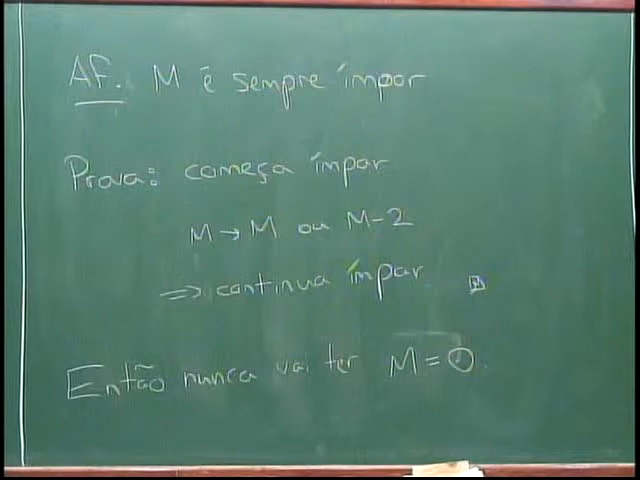 Af. M é sempre ímpar
Prova: começa ímpar
M → M ou M-2
⇒ continua ímpar
Então nunca vai ter M = 0.